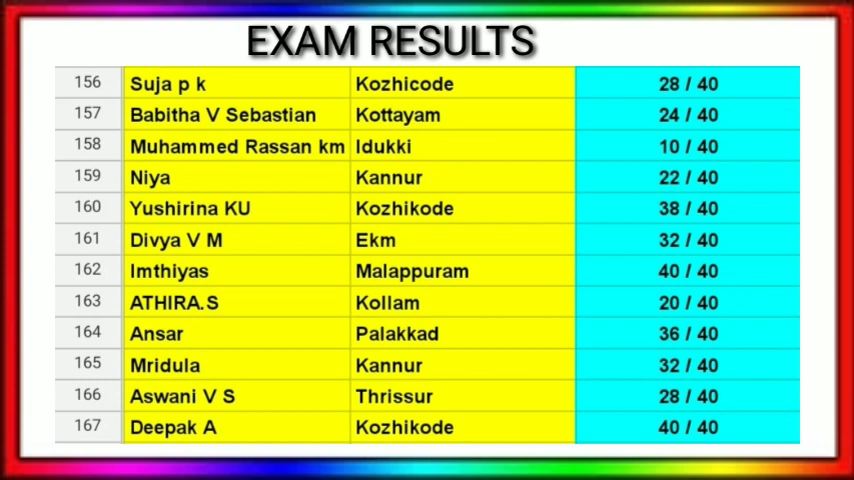 EXAM RESULTS
156 Suja p k Kozhicode 28 / 40
157 Babitha V Sebastian Kottayam 24 / 40
158 Muhammed Rassan km Idukki 10 / 40
159 Niya Kannur 22 / 40
160 Yushirina KU Kozhikode 38 / 40
161 Divya V M Ekm 32 / 40
162 Imthiyas Malappuram 40 / 40
163 ATHIRA.S Kollam 20 / 40
164 Ansar Palakkad 36 / 40
165 Mridula Kannur 32 / 40
166 Aswani V S Thrissur 28 / 40
167 Deepak A Kozhikode 40 / 40